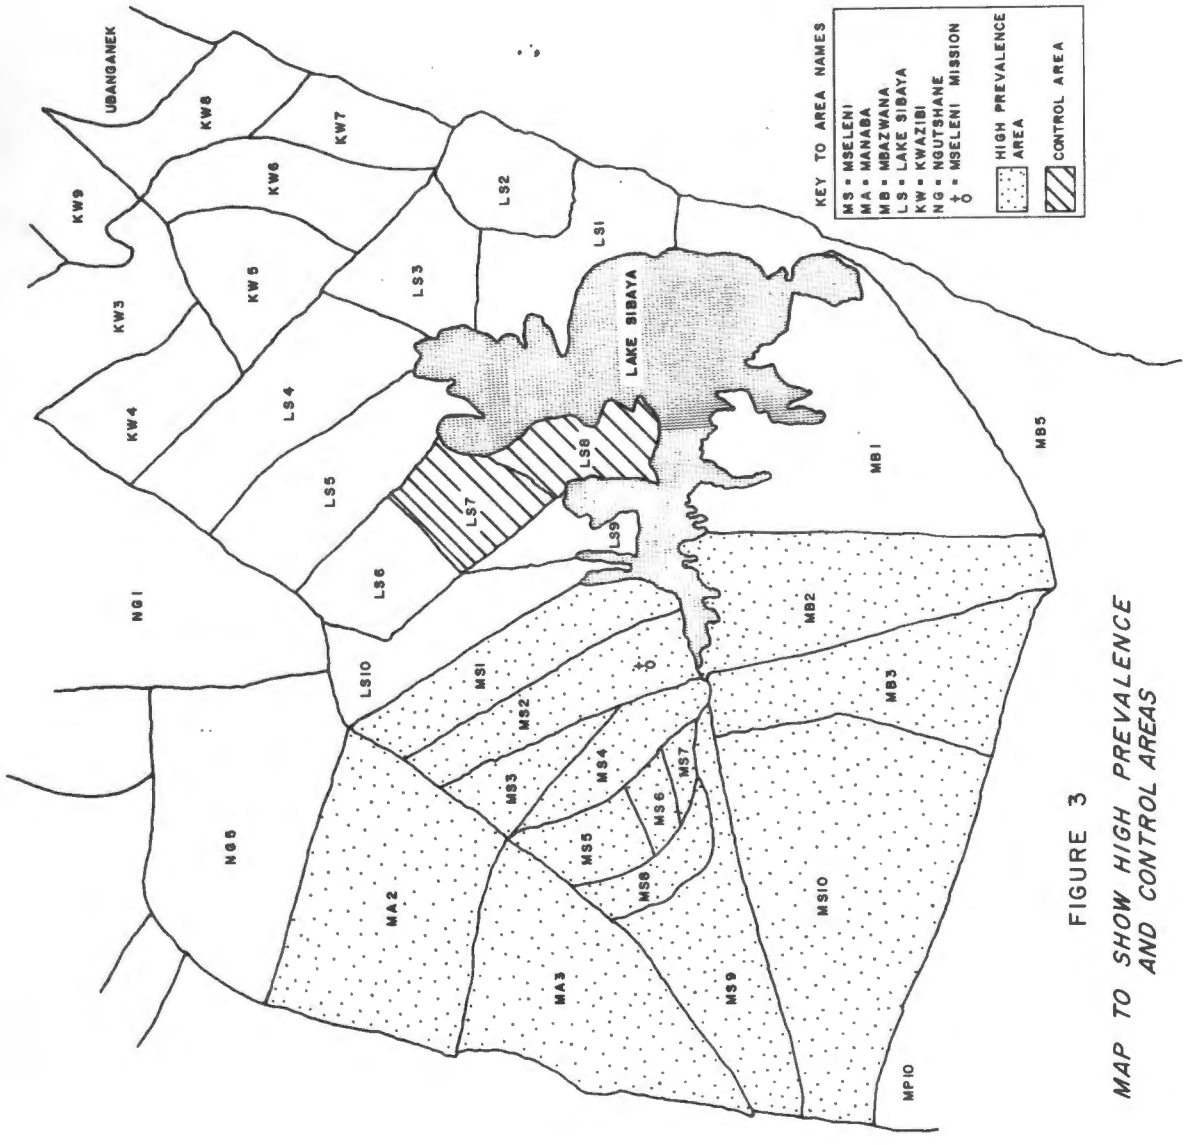 KW9
UBANGANEK
KW3
KW4
NG1
KW8
NG5
KW5
KW6
LS4
LS5
KW7
LS10
LS6
MA2
LS3
LS7
MS1
LS2
MS2
MS3
MA3
MS5
LS8
LS1
MS4
LS9
LAKE SIBAYA
MS8
MS6
MS7
MS9
MB2
MS10
MB1
MB3
MP10
MB5
KEY TO AREA NAMES
MS = MSELENI
MA = MANABA
MB = MBAZWANA
LS = LAKE SIBAYA
KW = KWAZIBI
NG = NGUTSHANE
= MSELENI MISSION
HIGH PREVALENCE
AREA
CONTROL AREA
FIGURE 3
MAP TO SHOW HIGH PREVALENCE
AND CONTROL AREAS